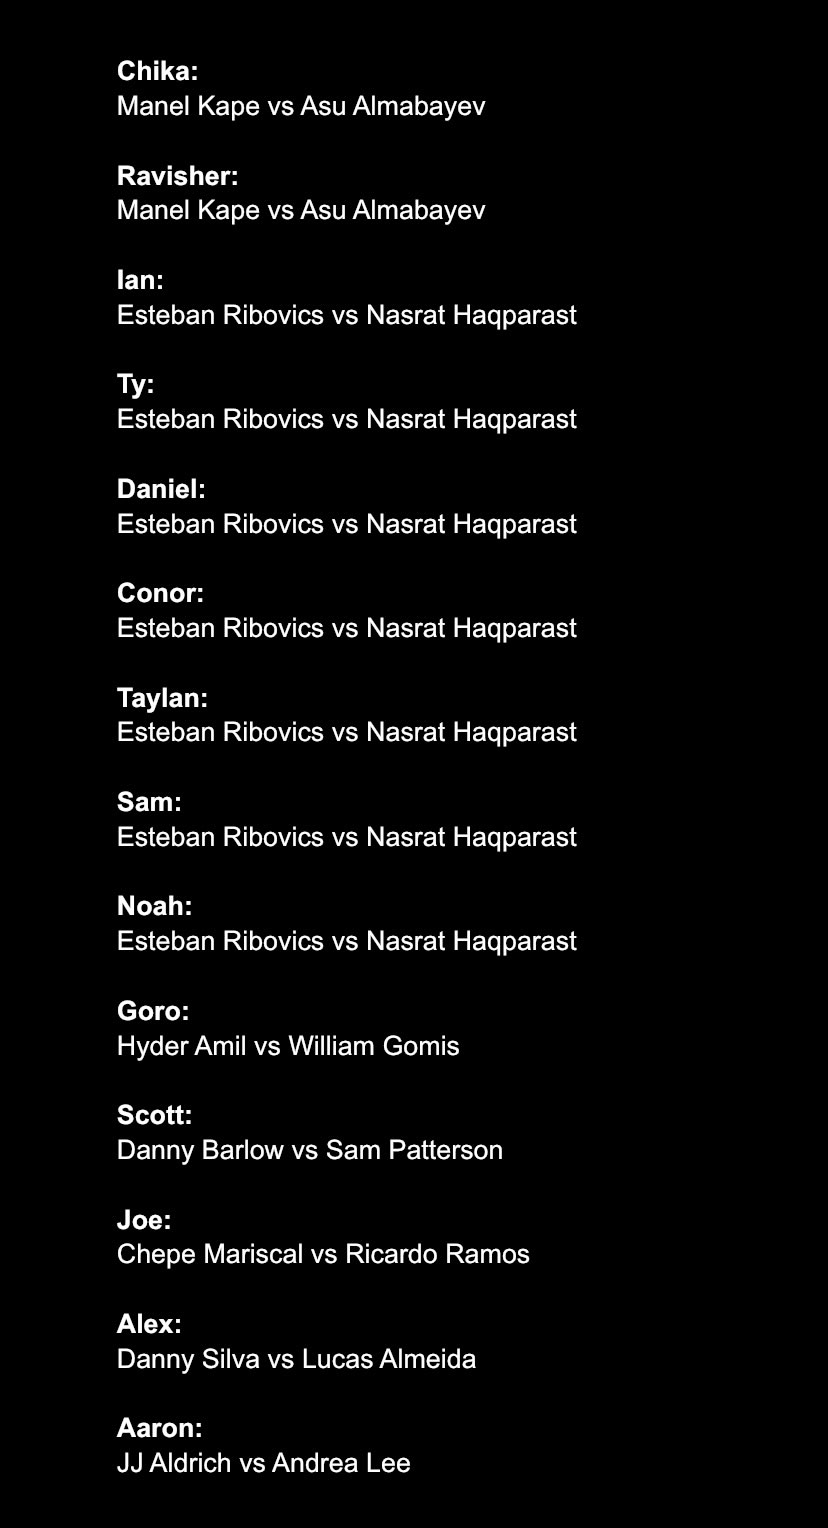 Chika:
Manel Kape vs Asu Almabayev
Ravisher:
Manel Kape vs Asu Almabayev
Ian:
Esteban Ribovics vs Nasrat Haqparast
Ty:
Esteban Ribovics vs Nasrat Haqparast
Daniel:
Esteban Ribovics vs Nasrat Haqparast
Conor:
Esteban Ribovics vs Nasrat Haqparast
Taylan:
Esteban Ribovics vs Nasrat Haqparast
Sam:
Esteban Ribovics vs Nasrat Haqparast
Noah:
Esteban Ribovics vs Nasrat Haqparast
Goro:
Hyder Amil vs William Gomis
Scott:
Danny Barlow vs Sam Patterson
Joe:
Chepe Mariscal vs Ricardo Ramos
Alex:
Danny Silva vs Lucas Almeida
Aaron:
JJ Aldrich vs Andrea Lee